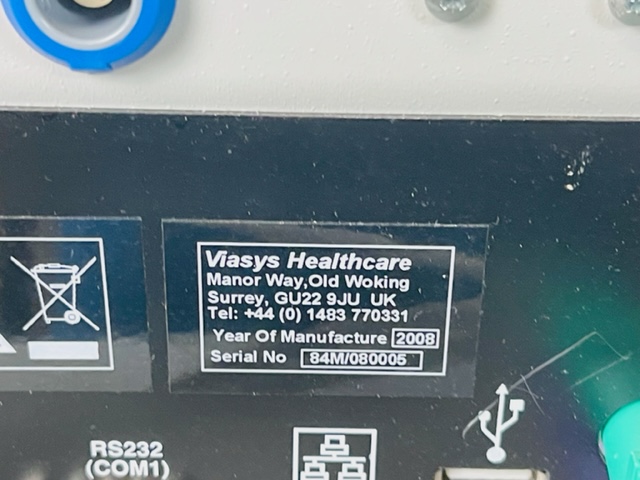 Viasys Healthcare
Manor Way,Old Woking
Surrey, GU22 9JU UK
Tel: +44 (0) 1483 770331
Year Of Manufacture 2008
Serial No 84M/080005
RS232
(COM1)